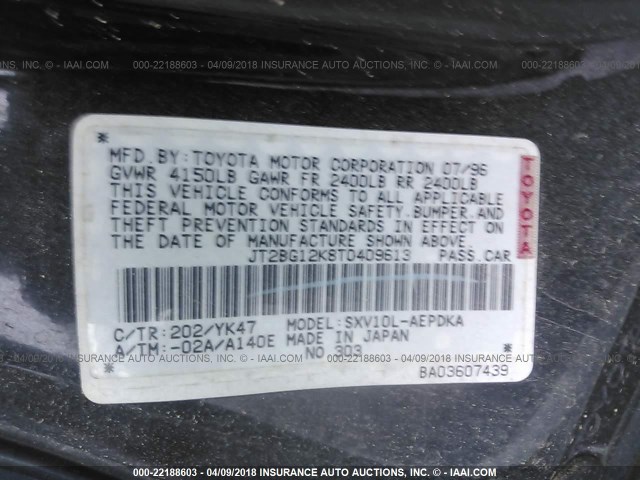 000-22188603 - 04/09/2018 - INSURANCE AUTO AUCTIONS, INC. - IAAI.COM
MFD.BY:TOYOTA MOTOR CORPORATION 07/96
GVWR 4150LB GAWR FR 2400LB RR 2400LB
THIS VEHICLE CONFORMS TO ALL APPLICABLE
FEDERAL MOTOR VEHICLE SAFETY.BUMPER.AND
THEFT PREVENTION STANDARDS IN EFFECT ON
THE DATE OF MANUFACTURE SHOWN ABOVE.
JT2BG12K8T0409613 PASS.CAR
TOYOTA
C/TR:202/YK47 MODEL:SXV10L-AEPDKA
A/TM:-02A/A140E MADE IN JAPAN
NO 303
BA03607439
000-22188603 - 04/09/2018 - INSURANCE AUTO AUCTIONS, INC. - IAAI.COM